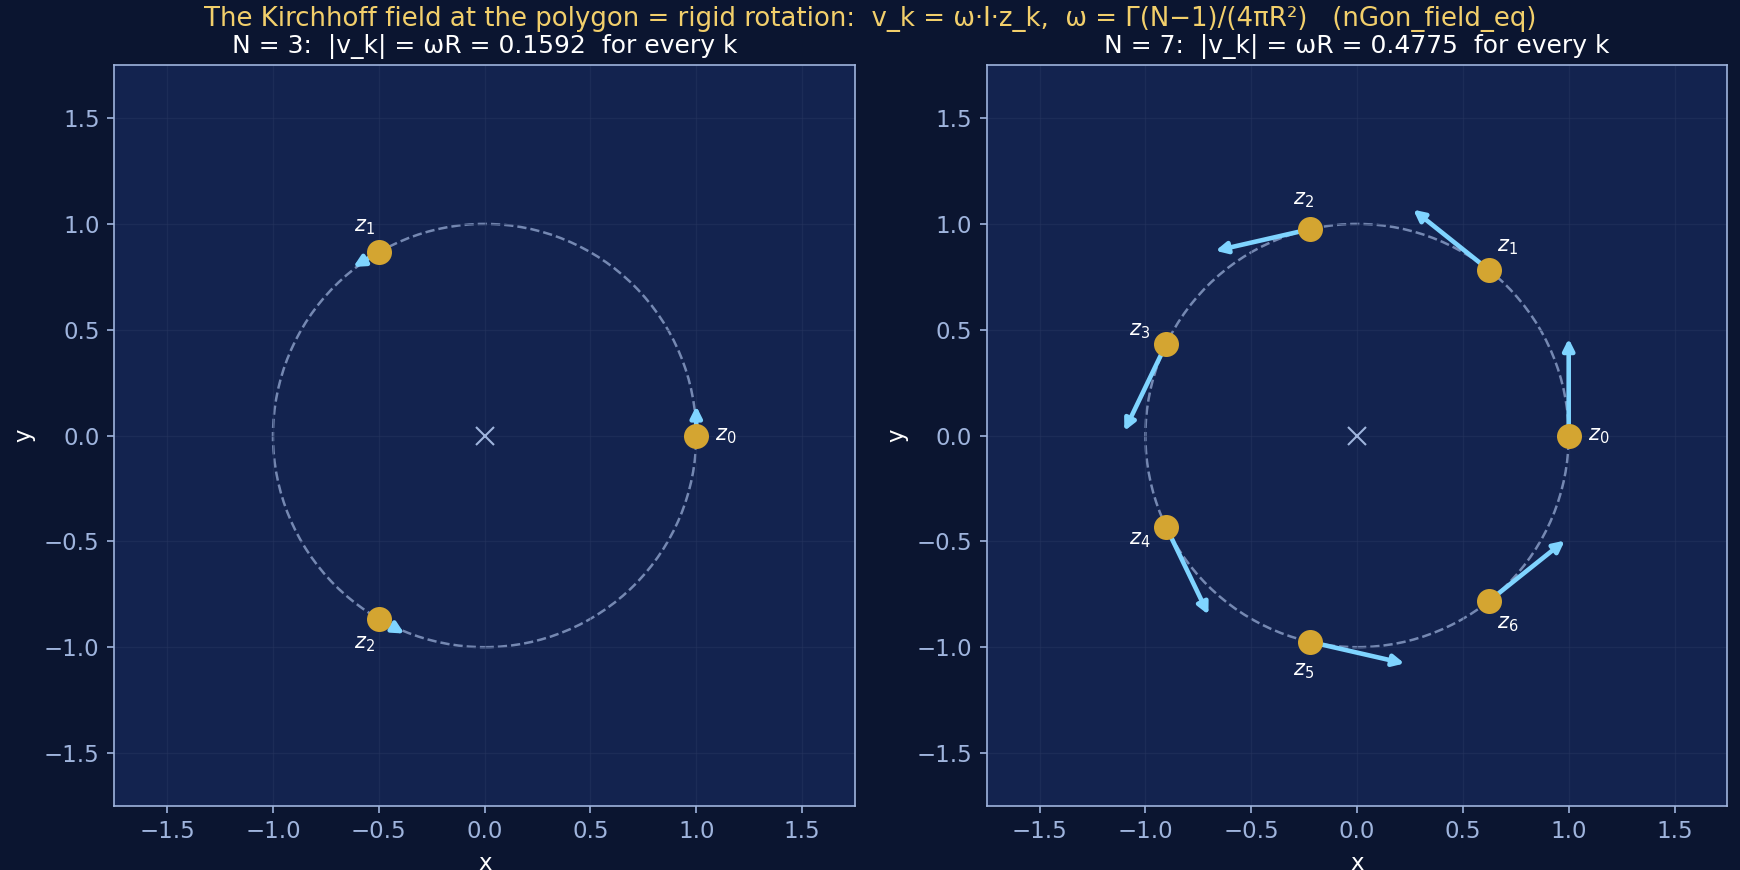 The Kirchhoff field at the polygon = rigid rotation:  v_k = ω·I·z_k,  ω = Γ(N−1)/(4πR²)   (nGon_field_eq)
N = 3:  |v_k| = ωR = 0.1592  for every k
1.5
1.0
0.5
0.0
−0.5
−1.0
−1.5
y
z₁
z₀
z₂
−1.5 −1.0 −0.5 0.0 0.5 1.0 1.5
x
N = 7:  |v_k| = ωR = 0.4775  for every k
1.5
1.0
0.5
0.0
−0.5
−1.0
−1.5
y
z₂
z₁
z₃
z₀
z₄
z₆
z₅
−1.5 −1.0 −0.5 0.0 0.5 1.0 1.5
x